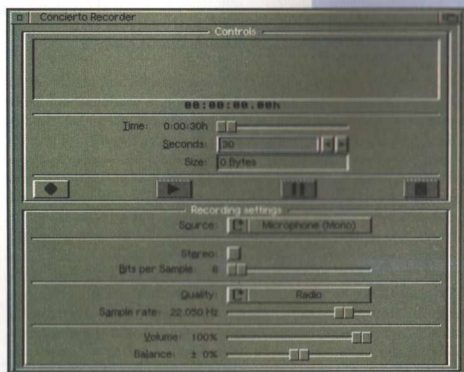 Concierto Recorder
Controls
00:00:00.00h
Time: 0:00:30h
Seconds: 30
Size: 0 Bytes
Recording settings
Source: Microphone (Mono)
Stereo:
Bits per Sample: 8
Quality: Radio
Sample rate: 22.050 Hz
Volume: 100%
Balance: ± 0%